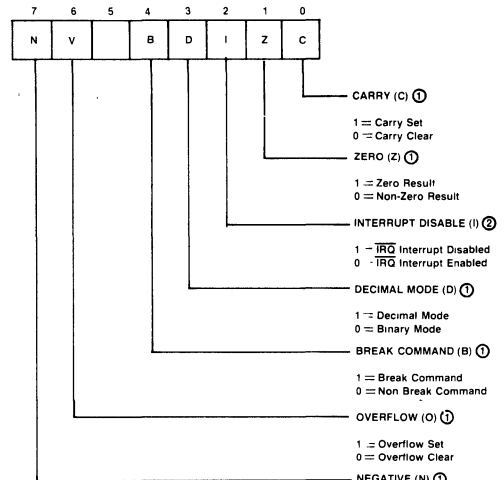 7 6 5 4 3 2 1 0
N V B D I Z C
CARRY (C) ①
1 = Carry Set
0 = Carry Clear
ZERO (Z) ①
1 = Zero Result
0 = Non-Zero Result
INTERRUPT DISABLE (I) ②
1 - IRQ Interrupt Disabled
0 - IRQ Interrupt Enabled
DECIMAL MODE (D) ①
1 = Decimal Mode
0 = Binary Mode
BREAK COMMAND (B) ①
1 = Break Command
0 = Non Break Command
OVERFLOW (O) ①
1 = Overflow Set
0 = Overflow Clear
NEGATIVE (N) ①